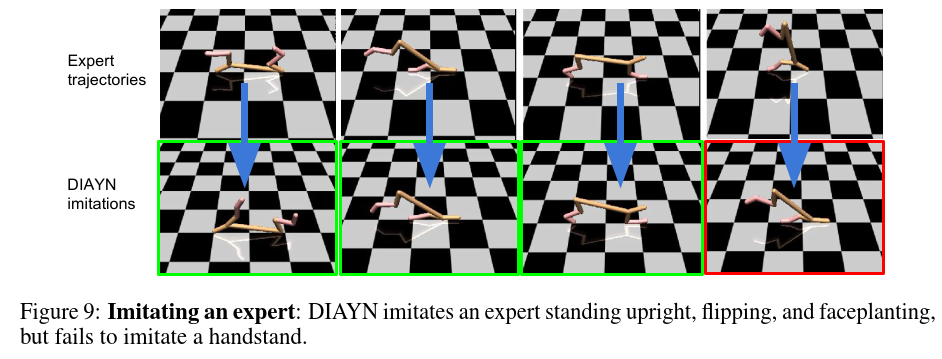 Expert
trajectories
DIAYN
imitations
Figure 9: Imitating an expert: DIAYN imitates an expert standing upright, flipping, and faceplanting,
but fails to imitate a handstand.